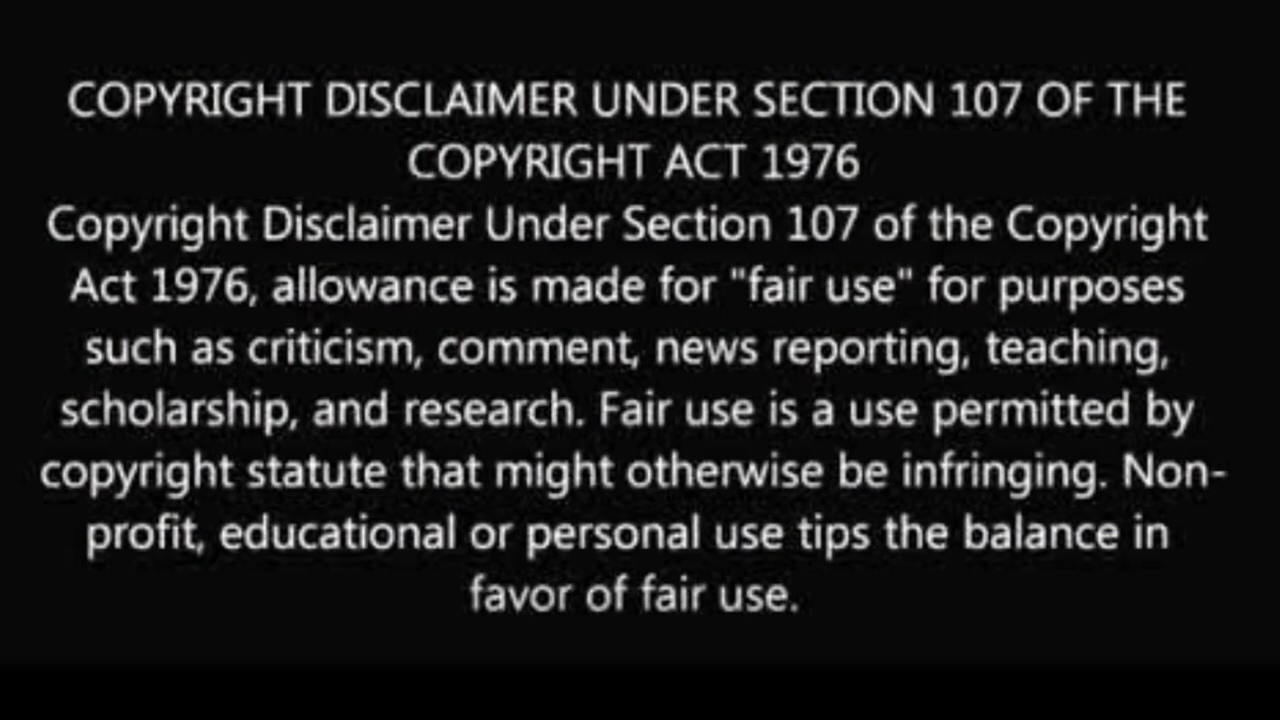 COPYRIGHT DISCLAIMER UNDER SECTION 107 OF THE
COPYRIGHT ACT 1976
Copyright Disclaimer Under Section 107 of the Copyright
Act 1976, allowance is made for "fair use" for purposes
such as criticism, comment, news reporting, teaching,
scholarship, and research. Fair use is a use permitted by
copyright statute that might otherwise be infringing. Non-
profit, educational or personal use tips the balance in
favor of fair use.